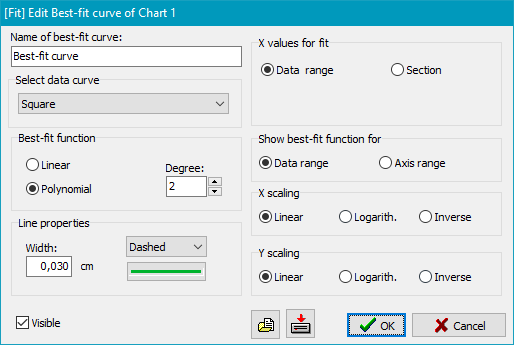 [Fit] Edit Best-fit curve of Chart 1
Name of best-fit curve:
Best-fit curve
Select data curve
Square
Best-fit function
Linear
Polynomial
Degree:
2
Line properties
Width:
0,030 cm
Dashed
Visible
X values for fit
Data range
Section
Show best-fit function for
Data range
Axis range
X scaling
Linear
Logarith.
Inverse
Y scaling
Linear
Logarith.
Inverse
OK
Cancel